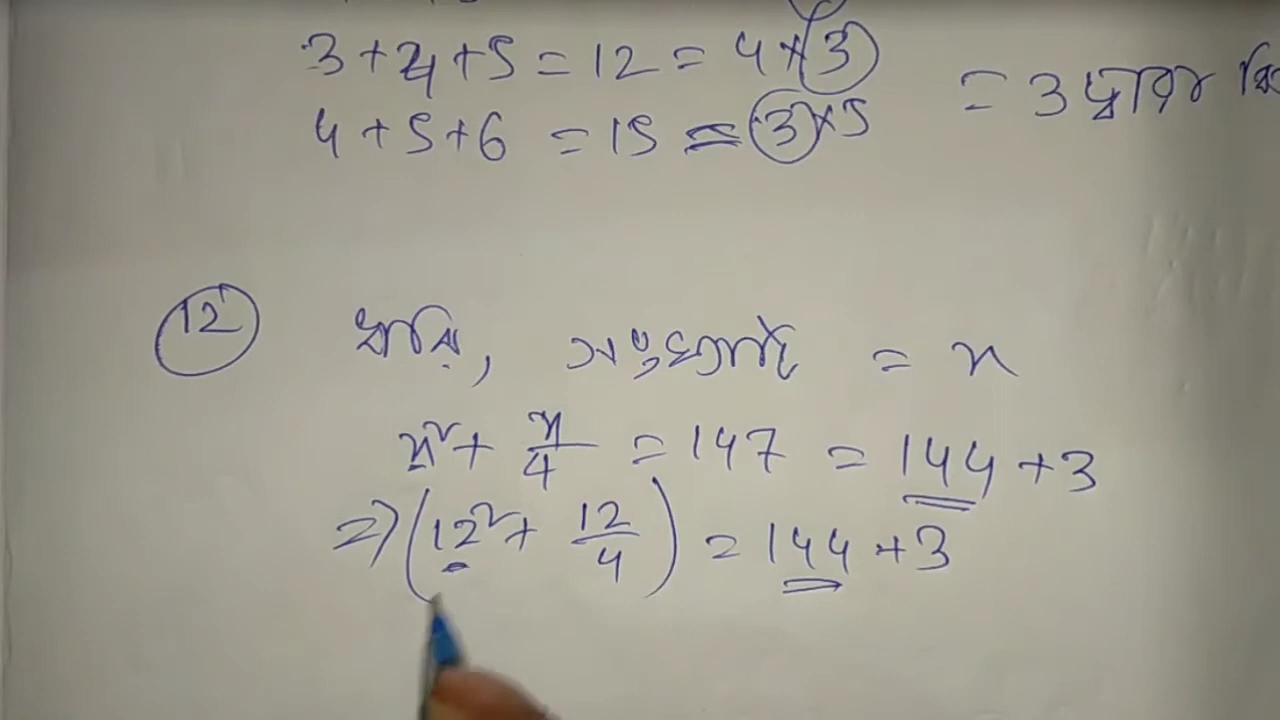 3+4+5=12=4×3
4+5+6=15=3×5
= 3 দ্বারা
12 ধরি, = x
x²+x/4=147=144+3
⇒(12²+12/4)=144+3